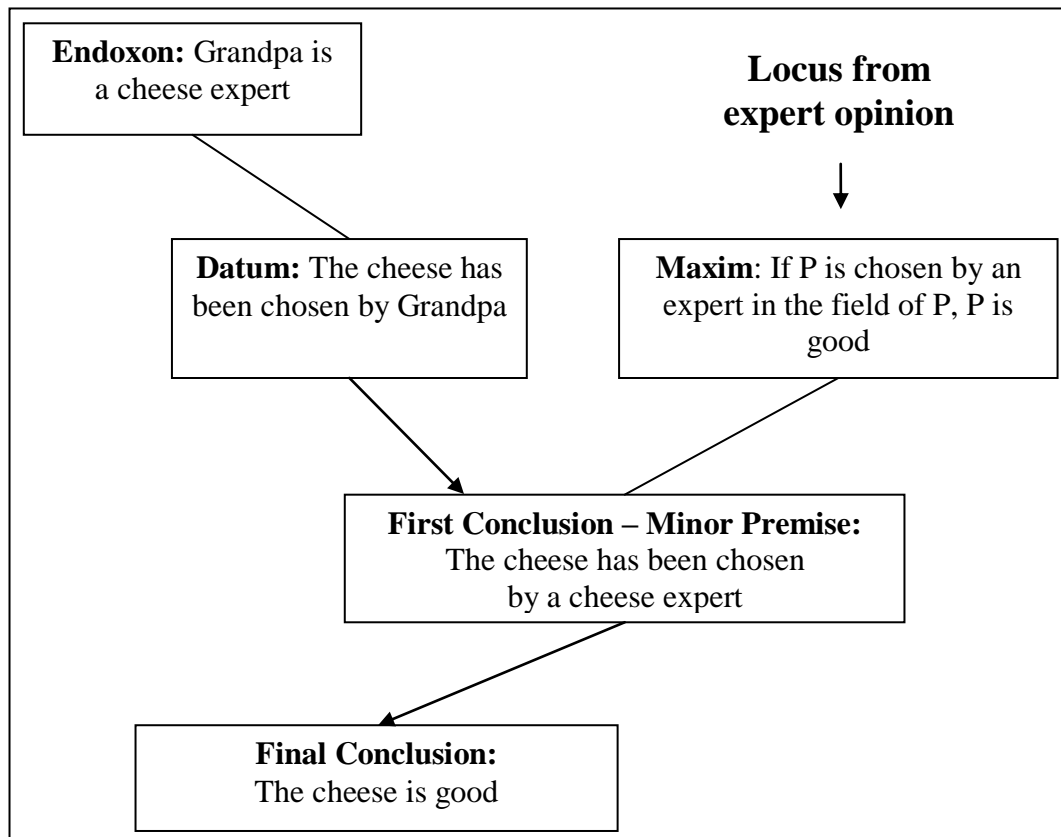 Endoxon: Grandpa is
a cheese expert
Locus from
expert opinion
Datum: The cheese has
been chosen by Grandpa
Maxim: If P is chosen by an
expert in the field of P, P is
good
First Conclusion – Minor Premise:
The cheese has been chosen
by a cheese expert
Final Conclusion:
The cheese is good